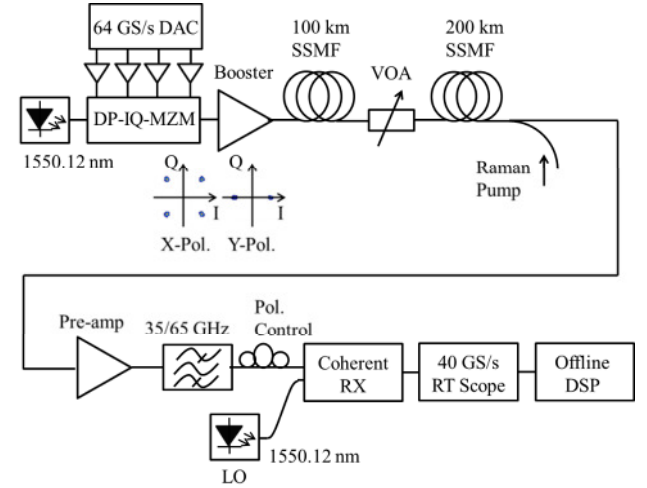 64 GS/s DAC
100 km
SSMF
200 km
SSMF
Booster
VOA
DP-IQ-MZM
1550.12 nm
Q
Q
I
I
X-Pol.
Y-Pol.
Raman
Pump
Pre-amp
35/65 GHz
Pol.
Control
Coherent
RX
40 GS/s
RT Scope
Offline
DSP
1550.12 nm
LO